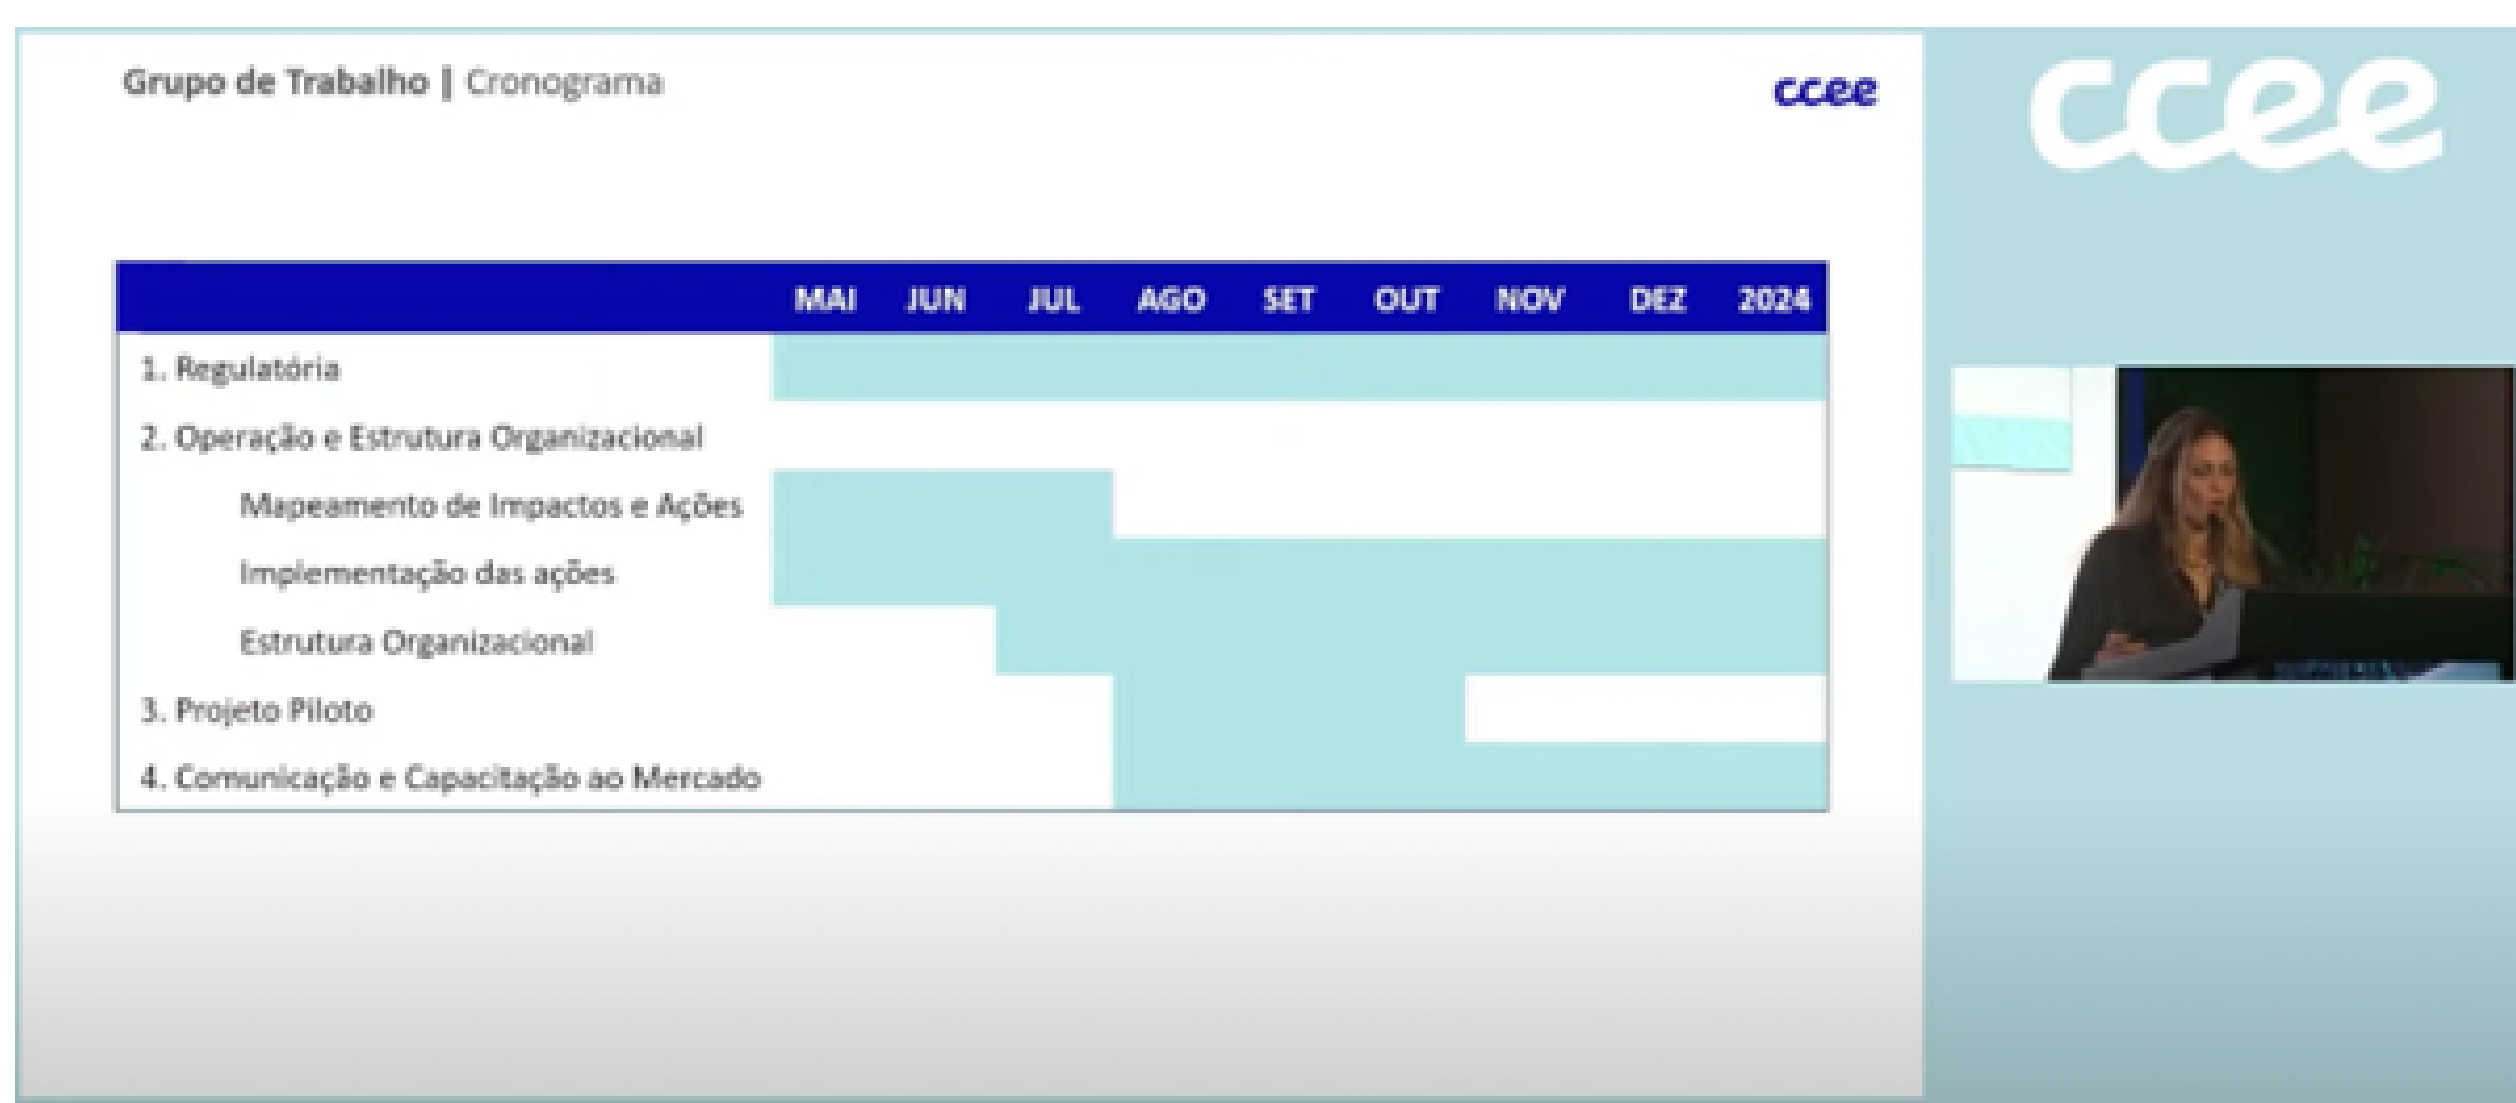 Grupo de Trabalho | Cronograma
ccee
ccee
MAI JUN JUL AGO SET OUT NOV DEZ 2024
1. Regulatória
2. Operação e Estrutura Organizacional
Mapeamento de Impactos e Ações
Implementação das ações
Estrutura Organizacional
3. Projeto Piloto
4. Comunicação e Capacitação ao Mercado